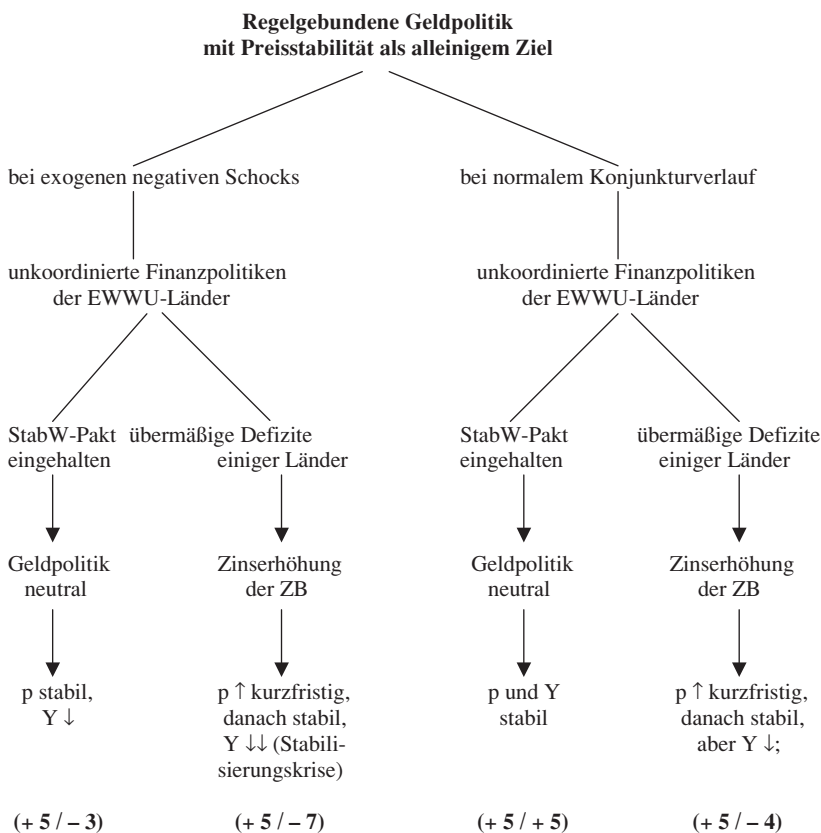 Regelgebundene Geldpolitik
mit Preisstabilität als alleinigem Ziel
bei exogenen negativen Schocks
bei normalem Konjunkturverlauf
unkoordinierte Finanzpolitiken
der EWWU-Länder
unkoordinierte Finanzpolitiken
der EWWU-Länder
StabW-Pakt
eingehalten
übermäßige Defizite
einiger Länder
StabW-Pakt
eingehalten
übermäßige Defizite
einiger Länder
Geldpolitik
neutral
Zinserhöhung
der ZB
Geldpolitik
neutral
Zinserhöhung
der ZB
p stabil,
Y ↓
p ↑ kurzfristig,
danach stabil,
Y ↓↓ (Stabili-
sierungskrise)
p und Y
stabil
p ↑ kurzfristig,
danach stabil,
aber Y ↓;
(+ 5 / – 3)
(+ 5 / – 7)
(+ 5 / + 5)
(+ 5 / – 4)